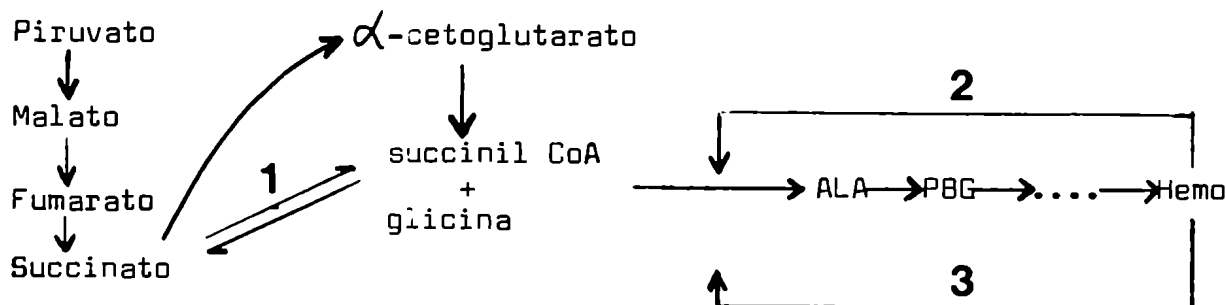 Piruvato
α-cetoglutarato
2
Malato
succinil CoA
1
+
ALA
PBG
....
Hemo
Fumarato
glicina
Succinato
3